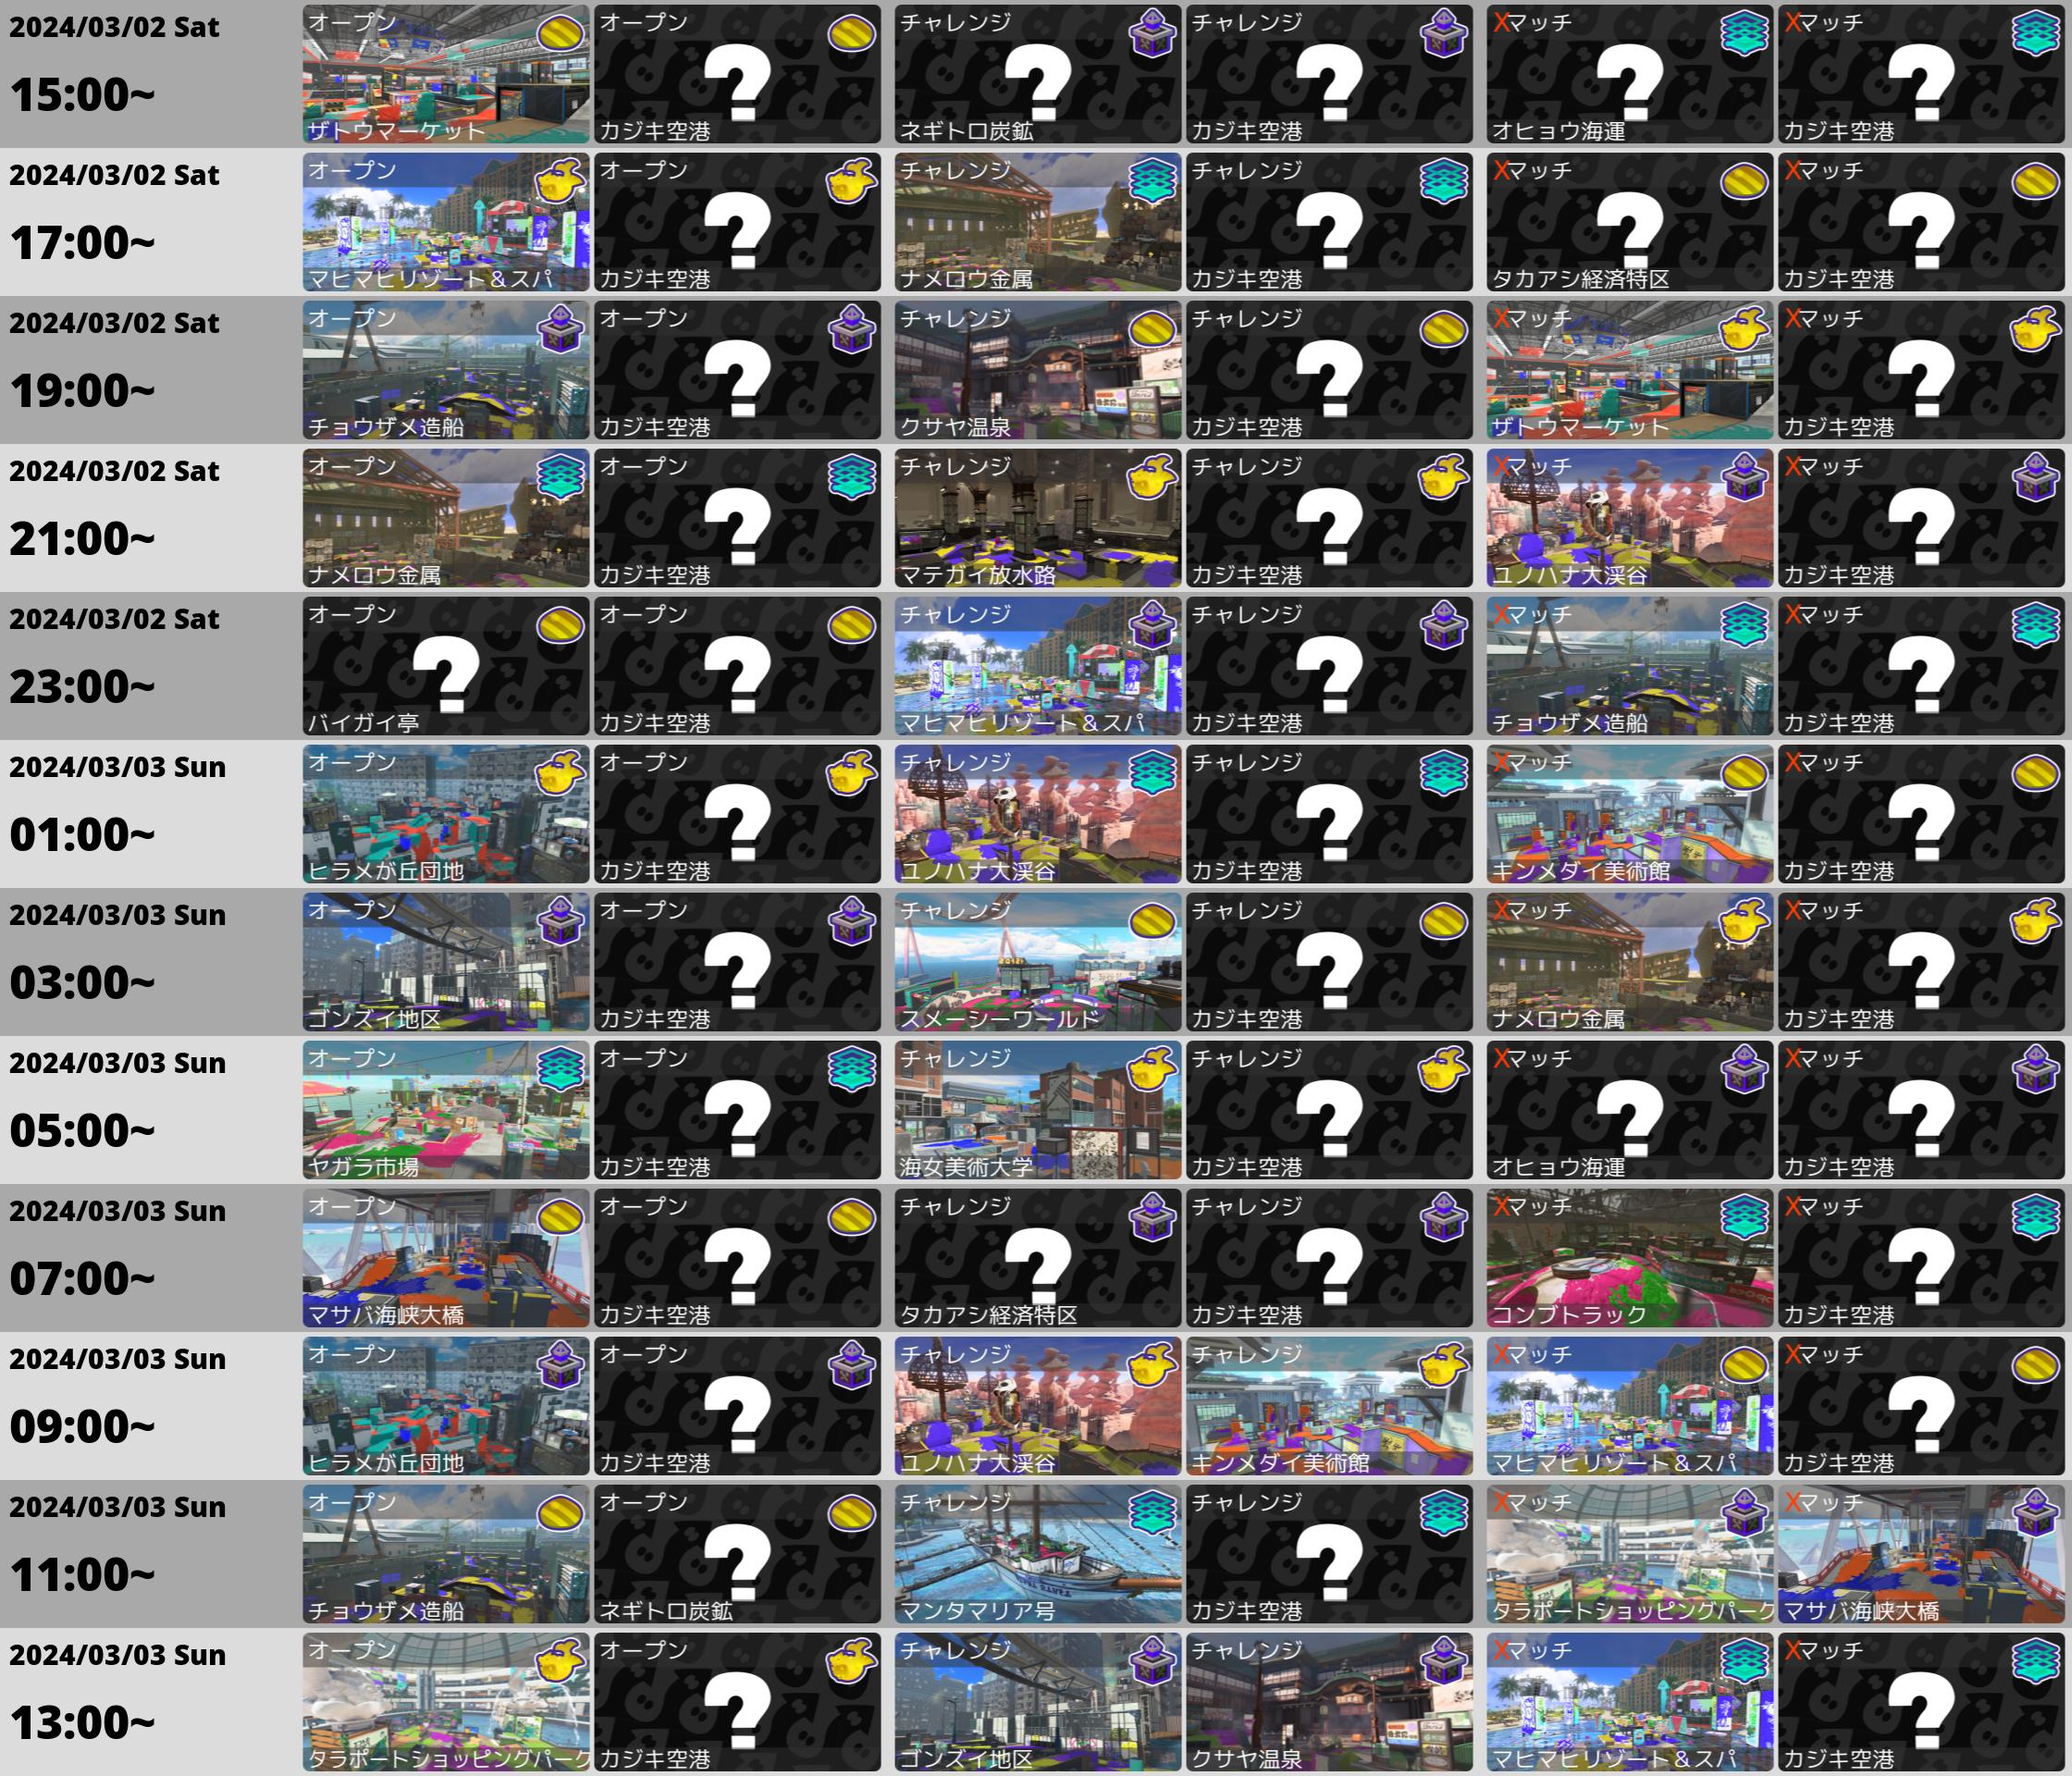 2024/03/02 Sat
15:00~
オープン
ザトウマーケット
オープン
カジキ空港
チャレンジ
ネギトロ炭鉱
チャレンジ
カジキ空港
Xマッチ
オヒョウ海運
Xマッチ
カジキ空港
2024/03/02 Sat
17:00~
オープン
マヒマヒリゾート&スパ
オープン
カジキ空港
チャレンジ
ナメロウ金属
チャレンジ
カジキ空港
Xマッチ
タカアシ経済特区
Xマッチ
カジキ空港
2024/03/02 Sat
19:00~
オープン
チョウザメ造船
オープン
カジキ空港
チャレンジ
クサヤ温泉
チャレンジ
カジキ空港
Xマッチ
ザトウマーケット
Xマッチ
カジキ空港
2024/03/02 Sat
21:00~
オープン
ナメロウ金属
オープン
カジキ空港
チャレンジ
マテガイ放水路
チャレンジ
カジキ空港
Xマッチ
ユノハナ大渓谷
Xマッチ
カジキ空港
2024/03/02 Sat
23:00~
オープン
バイガイ亭
オープン
カジキ空港
チャレンジ
マヒマヒリゾート&スパ
チャレンジ
カジキ空港
Xマッチ
チョウザメ造船
Xマッチ
カジキ空港
2024/03/03 Sun
01:00~
オープン
ヒラメが丘団地
オープン
カジキ空港
チャレンジ
ユノハナ大渓谷
チャレンジ
カジキ空港
Xマッチ
キンメダイ美術館
Xマッチ
カジキ空港
2024/03/03 Sun
03:00~
オープン
ゴンズイ地区
オープン
カジキ空港
チャレンジ
スメーシーワールド
チャレンジ
カジキ空港
Xマッチ
ナメロウ金属
Xマッチ
カジキ空港
2024/03/03 Sun
05:00~
オープン
ヤガラ市場
オープン
カジキ空港
チャレンジ
海女美術大学
チャレンジ
カジキ空港
Xマッチ
オヒョウ海運
Xマッチ
カジキ空港
2024/03/03 Sun
07:00~
オープン
マサバ海峡大橋
オープン
カジキ空港
チャレンジ
タカアシ経済特区
チャレンジ
カジキ空港
Xマッチ
コンブトラック
Xマッチ
カジキ空港
2024/03/03 Sun
09:00~
オープン
ヒラメが丘団地
オープン
カジキ空港
チャレンジ
ユノハナ大渓谷
チャレンジ
キンメダイ美術館
Xマッチ
マヒマヒリゾート&スパ
Xマッチ
カジキ空港
2024/03/03 Sun
11:00~
オープン
チョウザメ造船
オープン
ネギトロ炭鉱
チャレンジ
マンタマリア号
チャレンジ
カジキ空港
Xマッチ
タラポートショッピングパーク
Xマッチ
マサバ海峡大橋
2024/03/03 Sun
13:00~
オープン
タラポートショッピングパーク
オープン
カジキ空港
チャレンジ
ゴンズイ地区
チャレンジ
クサヤ温泉
Xマッチ
マヒマヒリゾート&スパ
Xマッチ
カジキ空港